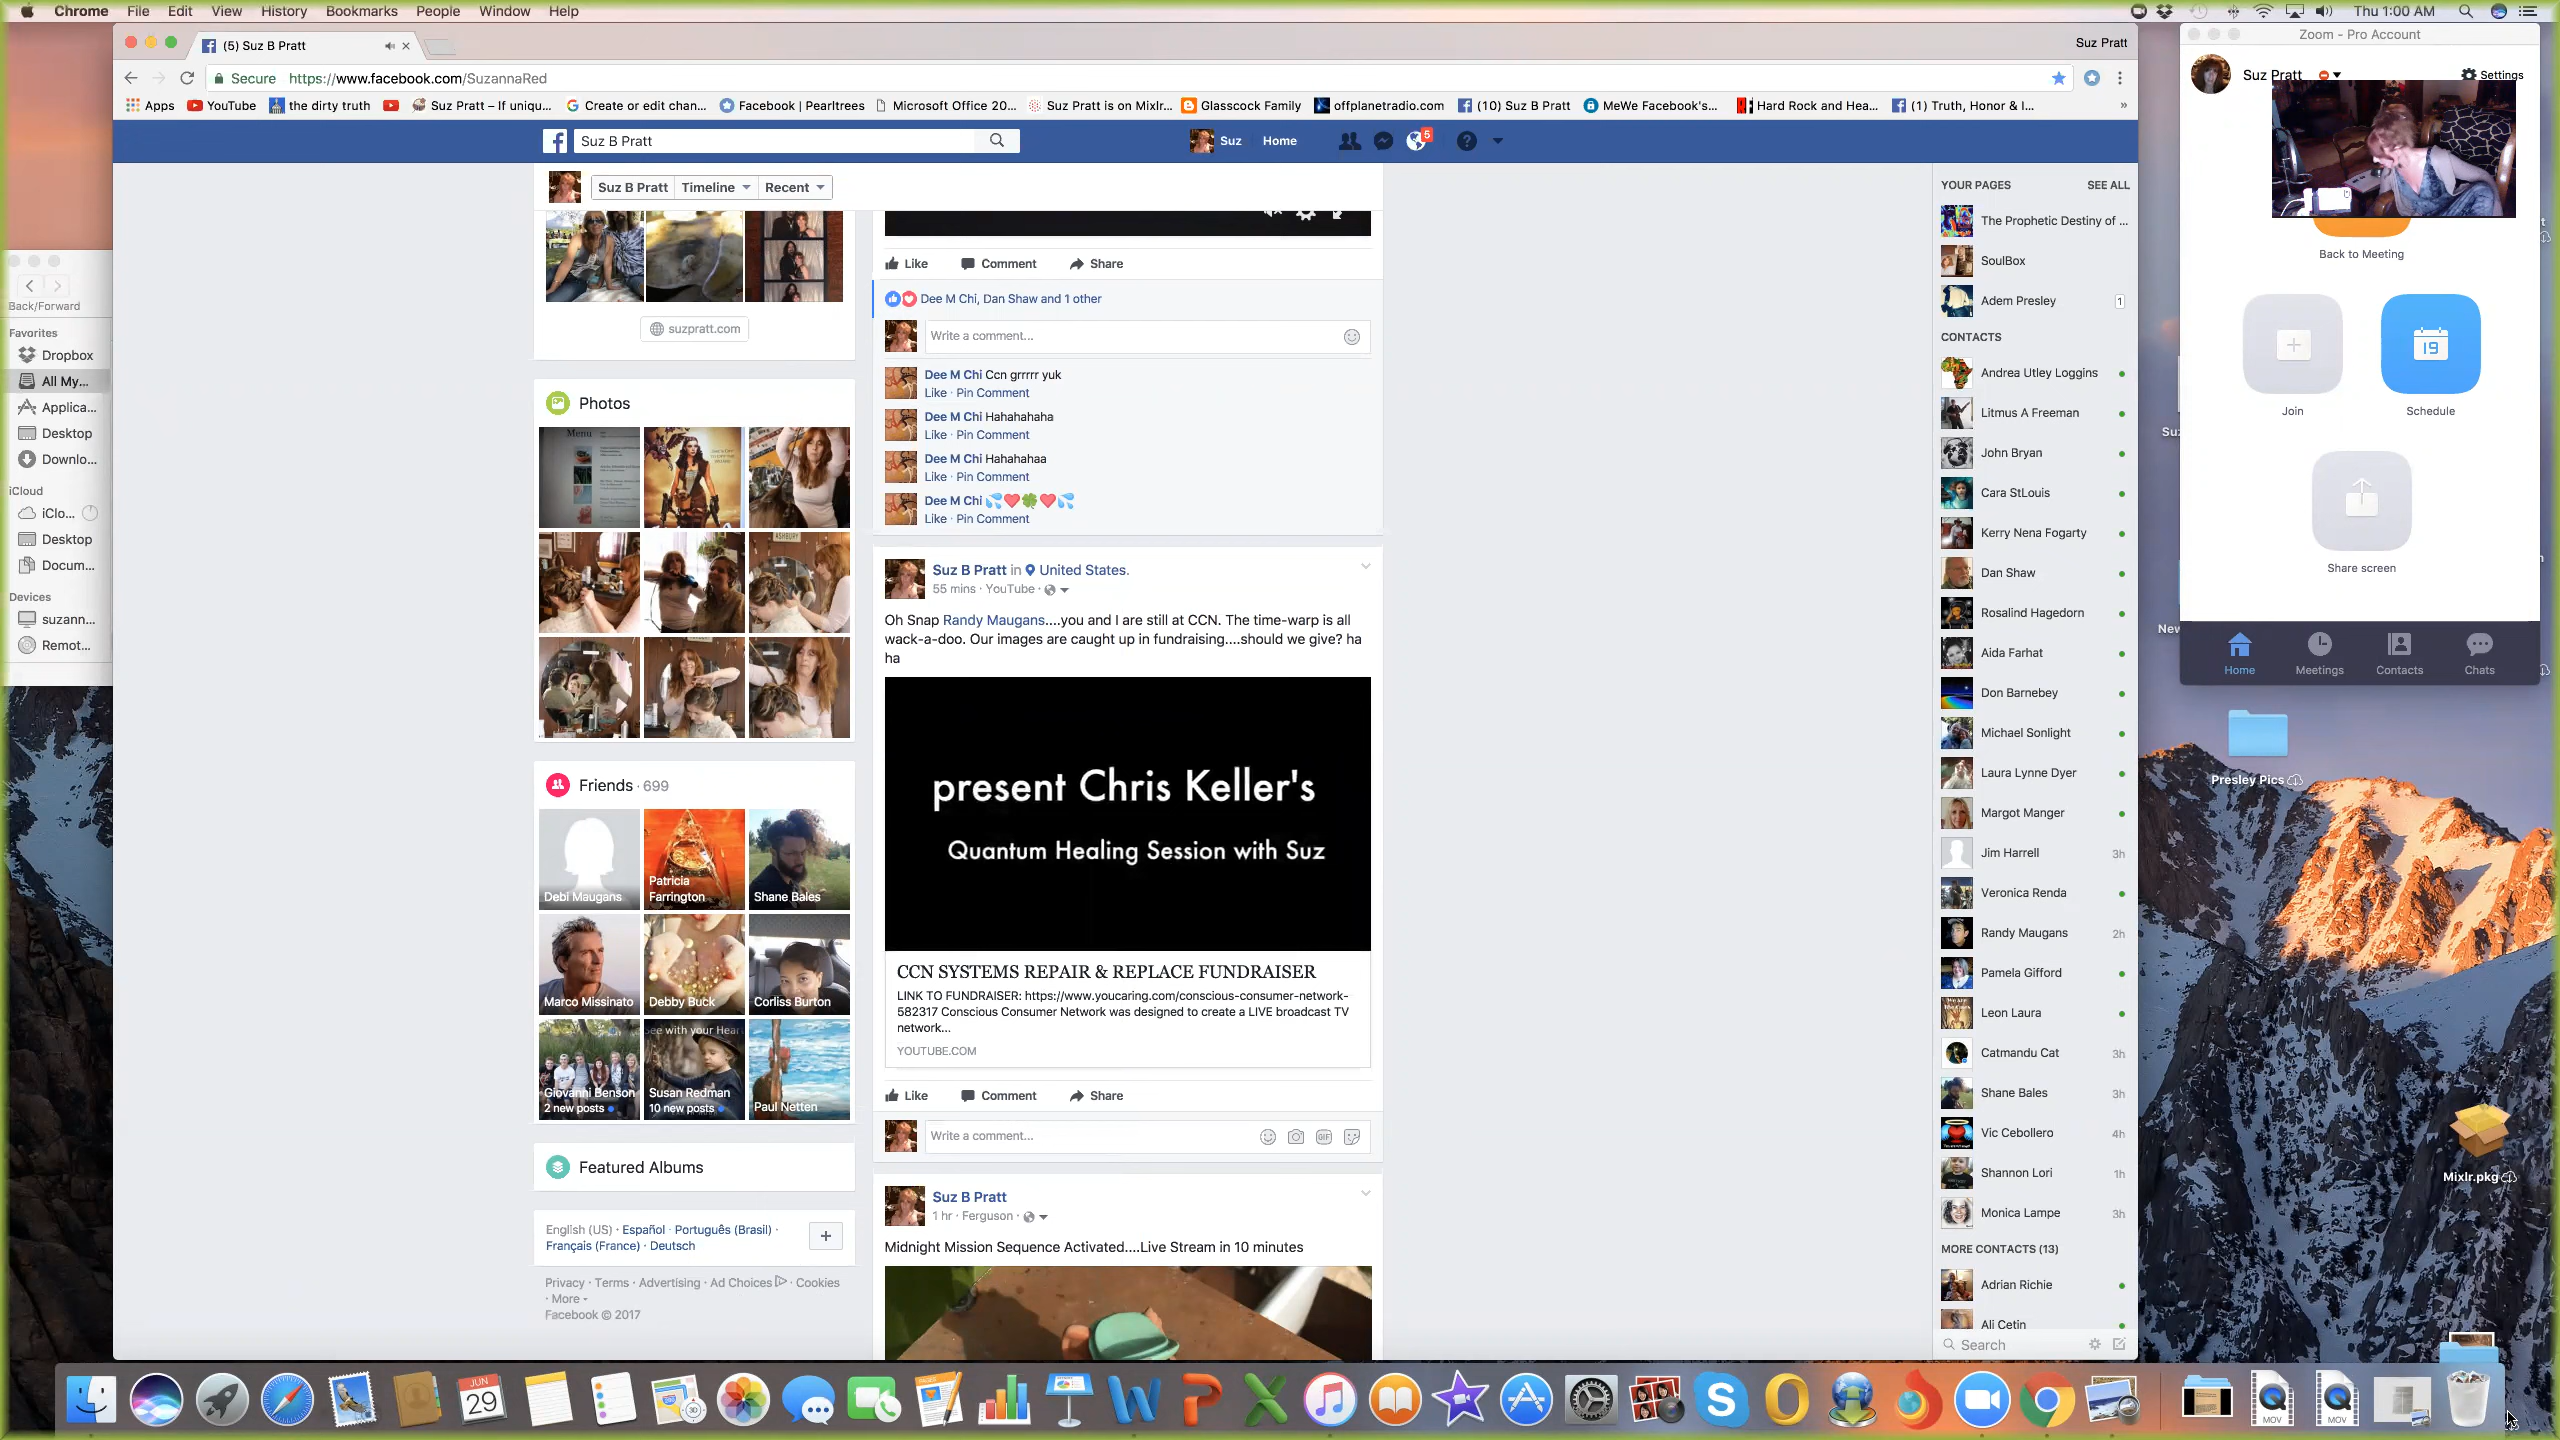 Chrome File Edit View History Bookmarks People Window Help
Thu 1:00 AM
(5) Suz B Pratt
Suz Pratt
Secure https://www.facebook.com/SuzannaRed
Apps YouTube the dirty truth Suz Pratt – If uniqu... Create or edit chan... Facebook | Pearltrees Microsoft Office 20... Suz Pratt is on Mixlr... Glasscock Family offplanetradio.com (10) Suz B Pratt MeWe Facebook's... Hard Rock and Hea... (1) Truth, Honor & I... »
Suz B Pratt
Suz Home 5
Suz B Pratt Timeline Recent
Back/Forward
Favorites
Dropbox
All My...
Applica...
Desktop
Downlo...
iCloud
iClo...
Desktop
Docum...
Devices
suzann...
Remot...
suzpratt.com
Photos
Menu
ASHBURY
Friends · 699
Debi Maugans
Patricia
Farrington
Shane Bales
Marco Missinato
Debby Buck
Corliss Burton
See with your Hear
Giovanni Benson
2 new posts
Susan Redman
10 new posts
Paul Netten
Featured Albums
English (US) · Español · Português (Brasil) ·
Français (France) · Deutsch
Privacy · Terms · Advertising · Ad Choices · Cookies
· More
Facebook © 2017
Like Comment Share
Dee M Chi, Dan Shaw and 1 other
Write a comment...
Dee M Chi Ccn grrrrr yuk
Like · Pin Comment
Dee M Chi Hahahahaha
Like · Pin Comment
Dee M Chi Hahahahaa
Like · Pin Comment
Dee M Chi 💦❤️🍀❤️💦
Like · Pin Comment
Suz B Pratt in United States.
55 mins · YouTube ·
Oh Snap Randy Maugans....you and I are still at CCN. The time-warp is all
wack-a-doo. Our images are caught up in fundraising....should we give? ha
ha
present Chris Keller's
Quantum Healing Session with Suz
CCN SYSTEMS REPAIR & REPLACE FUNDRAISER
LINK TO FUNDRAISER: https://www.youcaring.com/conscious-consumer-network-
582317 Conscious Consumer Network was designed to create a LIVE broadcast TV
network...
YOUTUBE.COM
Like Comment Share
Write a comment...
GIF
Suz B Pratt
1 hr · Ferguson ·
Midnight Mission Sequence Activated....Live Stream in 10 minutes
YOUR PAGES SEE ALL
The Prophetic Destiny of ...
SoulBox
Adem Presley 1
CONTACTS
Andrea Utley Loggins
Litmus A Freeman
John Bryan
Cara StLouis
Kerry Nena Fogarty
Dan Shaw
Rosalind Hagedorn
Aida Farhat
Don Barnebey
Michael Sonlight
Laura Lynne Dyer
Margot Manger
Jim Harrell 3h
Veronica Renda
Randy Maugans 2h
Pamela Gifford
Leon Laura
Catmandu Cat 3h
Shane Bales 3h
Vic Cebollero 4h
Shannon Lori 1h
Monica Lampe 3h
MORE CONTACTS (13)
Adrian Richie
Ali Cetin
Search
Zoom - Pro Account
Suz Pratt
Settings
Back to Meeting
19
Join Schedule
Share screen
Home Meetings Contacts Chats
Suz
New
Presley Pics
Mixlr.pkg
JUN
29
PAGES
3D
MOV
MOV